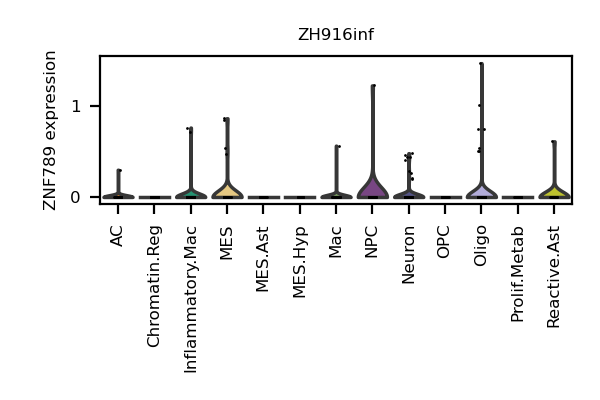 ZH916inf
ZNF789 expression
1
0
AC
Chromatin.Reg
Inflammatory.Mac
MES
MES.Ast
MES.Hyp
Mac
NPC
Neuron
OPC
Oligo
Prolif.Metab
Reactive.Ast